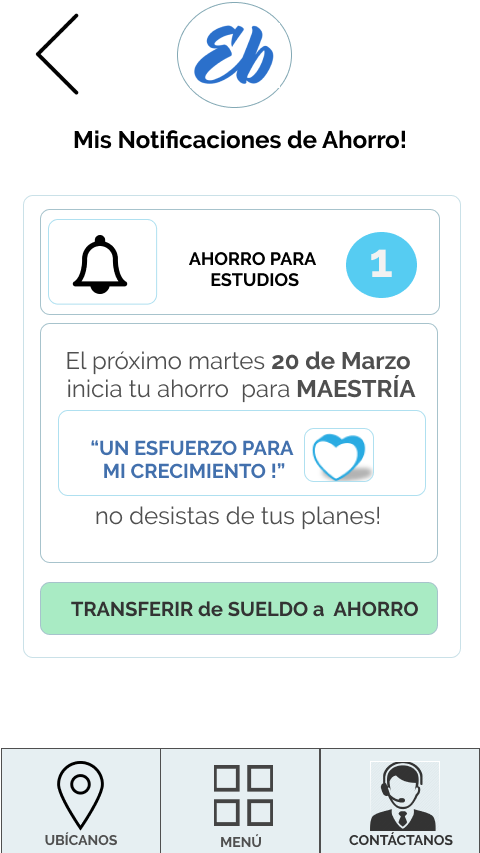 Eb
Mis Notificaciones de Ahorro!
AHORRO PARA
ESTUDIOS
1
El próximo martes 20 de Marzo
inicia tu ahorro para MAESTRÍA
“UN ESFUERZO PARA
MI CRECIMIENTO !”
no desistas de tus planes!
TRANSFERIR de SUELDO a AHORRO
UBÍCANOS
MENÚ
CONTÁCTANOS